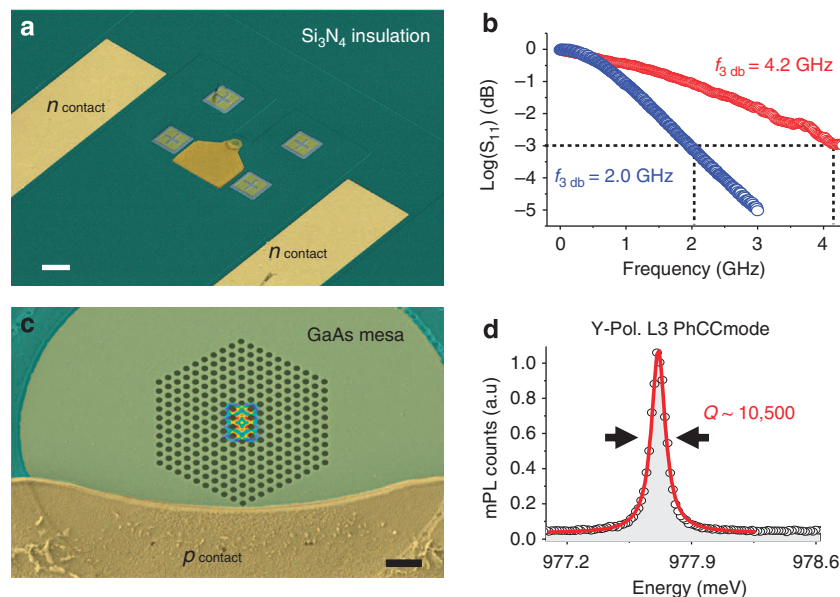 a
Si3N4 insulation
n contact
n contact
b
f3 db = 4.2 GHz
f3 db = 2.0 GHz
Log(S11) (dB)
0
−1
−2
−3
−4
−5
0
1
2
3
4
Frequency (GHz)
c
GaAs mesa
p contact
d
Y-Pol. L3 PhCCmode
Q ~ 10,500
mPL counts (a.u)
1.0
0.8
0.6
0.4
0.2
0.0
977.2
977.9
978.6
Energy (meV)